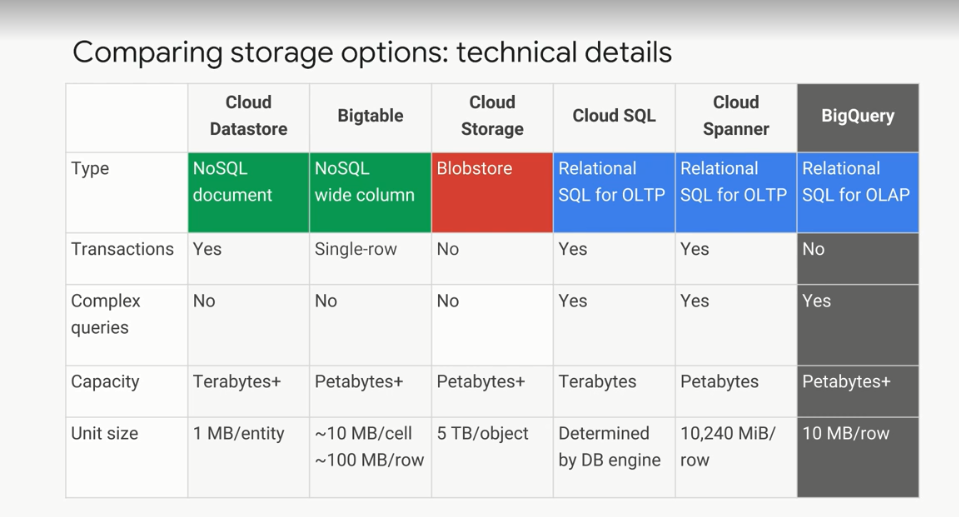 Comparing storage options: technical details
Cloud Datastore Bigtable Cloud Storage Cloud SQL Cloud Spanner BigQuery
Type NoSQL document NoSQL wide column Blobstore Relational SQL for OLTP Relational SQL for OLTP Relational SQL for OLAP
Transactions Yes Single-row No Yes Yes No
Complex queries No No No Yes Yes Yes
Capacity Terabytes+ Petabytes+ Petabytes+ Terabytes Petabytes Petabytes+
Unit size 1 MB/entity ~10 MB/cell ~100 MB/row 5 TB/object Determined by DB engine 10,240 MiB/ row 10 MB/row